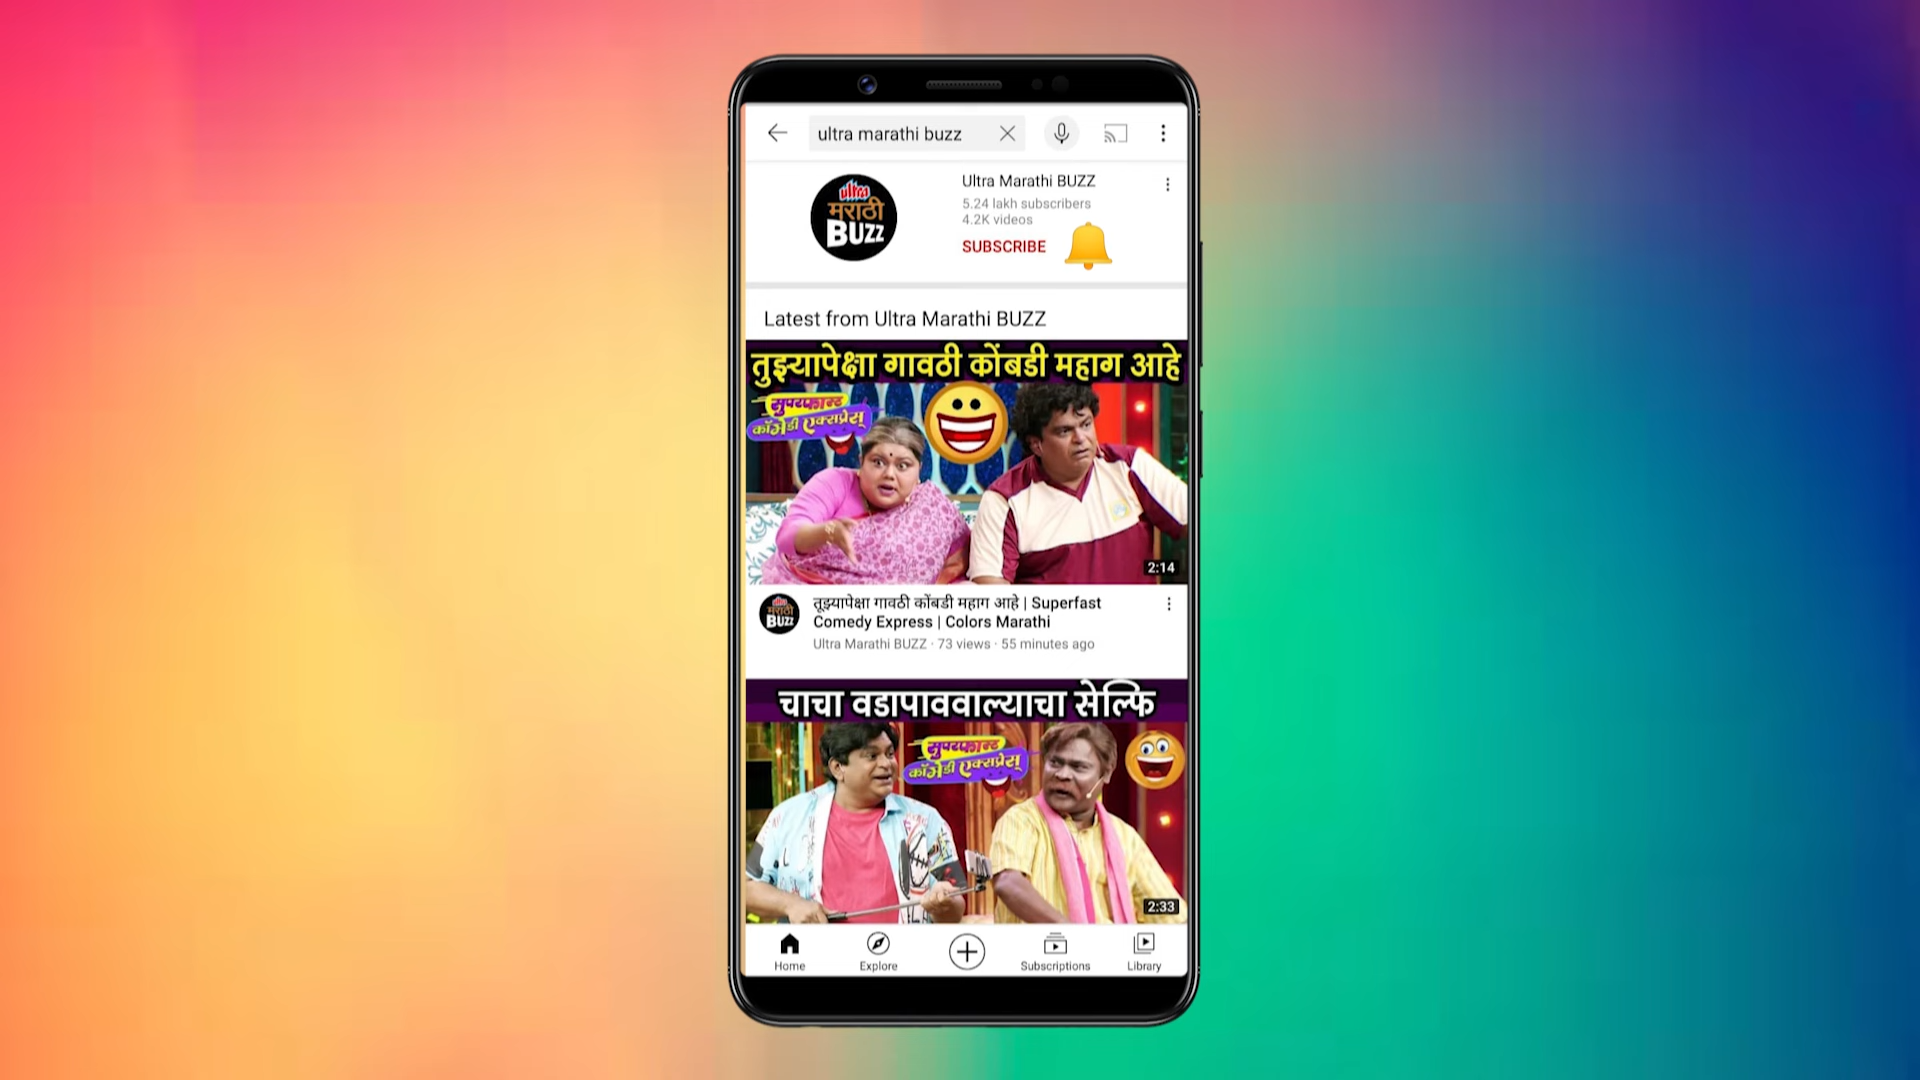 ultra marathi buzz
ultra
मराठी
BUZZ
Ultra Marathi BUZZ
5.24 lakh subscribers
4.2K videos
SUBSCRIBE
Latest from Ultra Marathi BUZZ
तुझ्यापेक्षा गावठी कोंबडी महाग आहे
सुपरफास्ट
कॉमेडी एक्सप्रेस्
2:14
ultra
मराठी
BUZZ
तूझ्यापेक्षा गावठी कोंबडी महाग आहे | Superfast
Comedy Express | Colors Marathi
Ultra Marathi BUZZ · 73 views · 55 minutes ago
चाचा वडापाववाल्याचा सेल्फि
सुपरफास्ट
कॉमेडी एक्सप्रेस्
2:33
Home
Explore
Subscriptions
Library